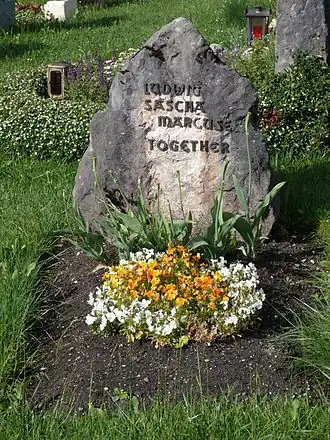 LUDWIG
SASCHA
MARCUSE
TOGETHER